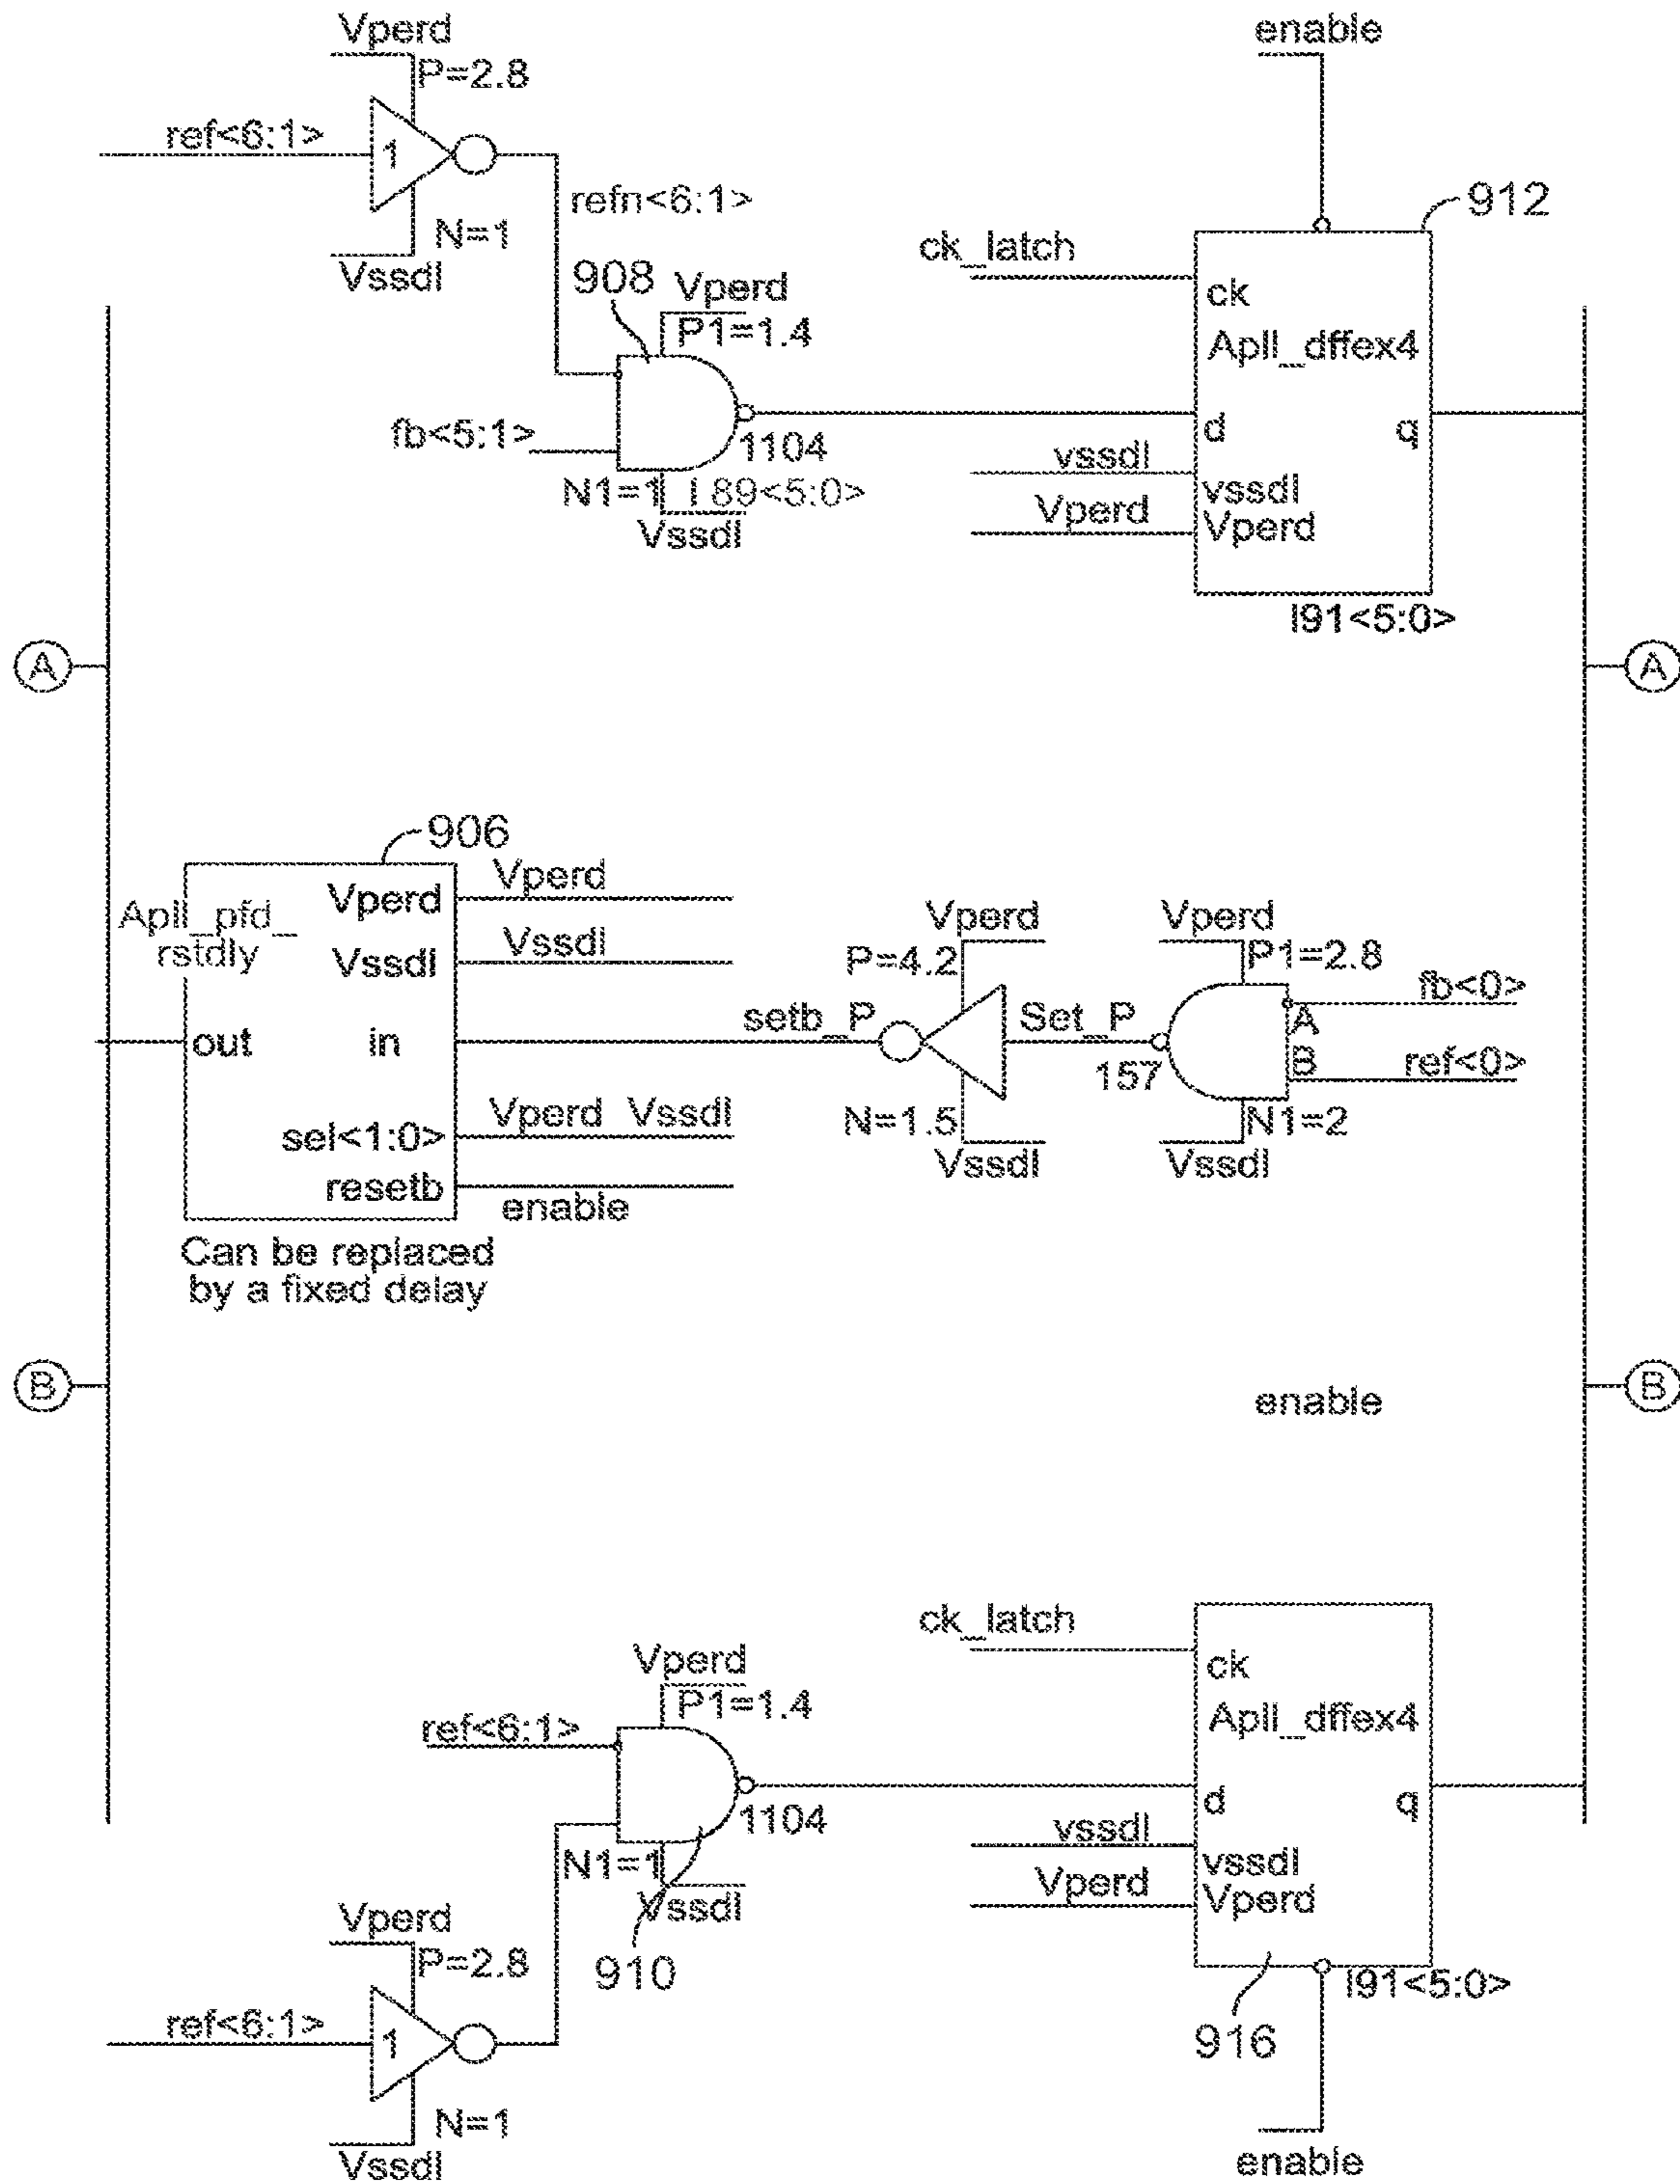 Vperd
P=2.8
ref<6:1>
1
N=1
Vssdl
refn<6:1>
908
Vperd
P1=1.4
fb<5:1>
1104
N1=1
I 89<5:0>
Vssdl
enable
912
ck_latch
ck
Apll_dffex4
d
q
vssdl
vssdl
Vperd
Vperd
I91<5:0>
A
A
906
Apll_pfd_
rstdly
Vperd
Vperd
Vssdl
Vssdl
out
in
setb_P
sel<1:0>
Vperd Vssdl
resetb
enable
Can be replaced
by a fixed delay
Vperd
P=4.2
N=1.5
Vssdl
Set_P
Vperd
P1=2.8
fb<0>
A
B
ref<0>
157
N1=2
Vssdl
B
B
enable
Vperd
P1=1.4
ref<6:1>
1104
N1=1
Vssdl
910
ck_latch
ck
Apll_dffex4
d
q
vssdl
vssdl
Vperd
Vperd
I91<5:0>
916
enable
Vperd
P=2.8
ref<6:1>
1
N=1
Vssdl